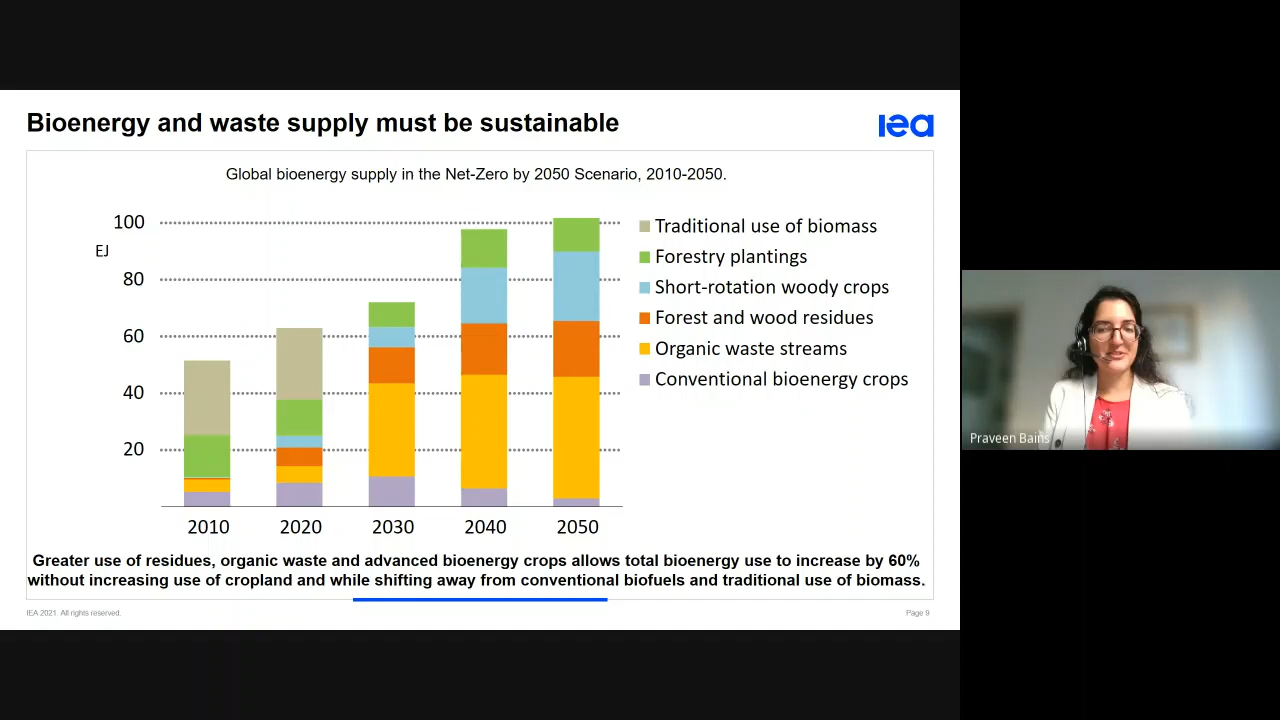 Bioenergy and waste supply must be sustainable
iea
Global bioenergy supply in the Net-Zero by 2050 Scenario, 2010-2050.
100
EJ
80
60
40
20
2010 2020 2030 2040 2050
Traditional use of biomass
Forestry plantings
Short-rotation woody crops
Forest and wood residues
Organic waste streams
Conventional bioenergy crops
Greater use of residues, organic waste and advanced bioenergy crops allows total bioenergy use to increase by 60%
without increasing use of cropland and while shifting away from conventional biofuels and traditional use of biomass.
IEA 2021. All rights reserved.
Page 9
Praveen Bains